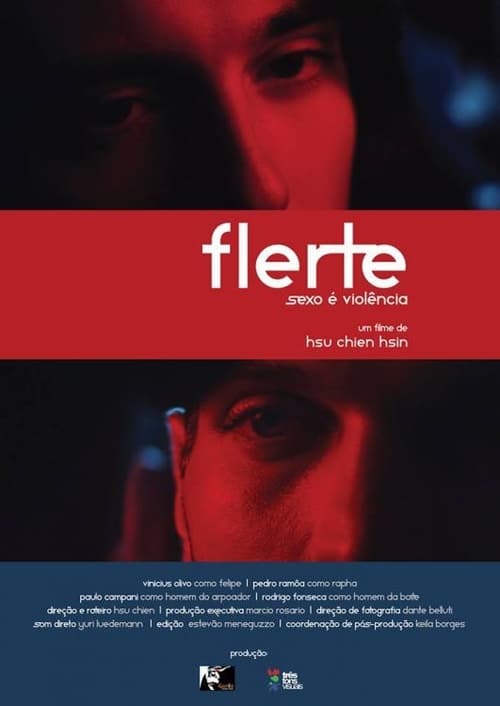 flerte
sexo é violência
um filme de
hsu chien hsin
vinicius olivo como felipe | pedro ramôa como rapha
paulo campani como homem do arpoador | rodrigo fonseca como homem da boite
direção e roteiro hsu chien | produção executiva marcio rosario | direção de fotografia dante belluti
som direto yuri luedemann | edição estevão meneguzzo | coordenação de pós-produção keila borges
produção:
três
tons
visuais